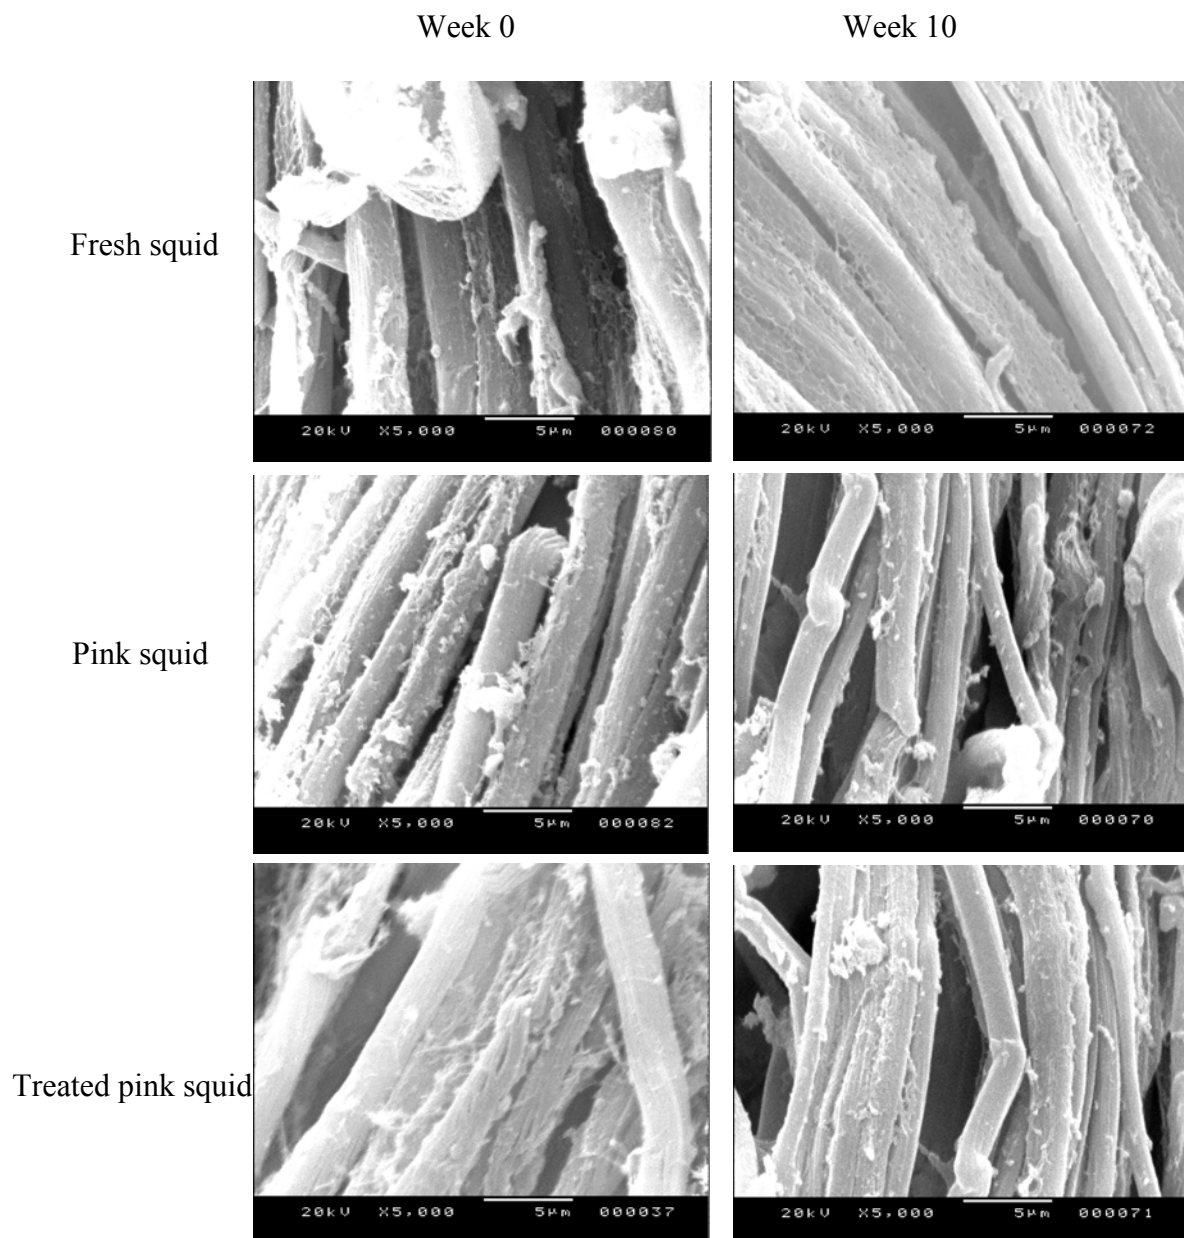 Week 0 Week 10
Fresh squid
20kV X5,000 5µm 000080 20kV X5,000 5µm 000072
Pink squid
20kV X5,000 5µm 000082 20kV X5,000 5µm 000070
Treated pink squid
20kV X5,000 5µm 000037 20kV X5,000 5µm 000071